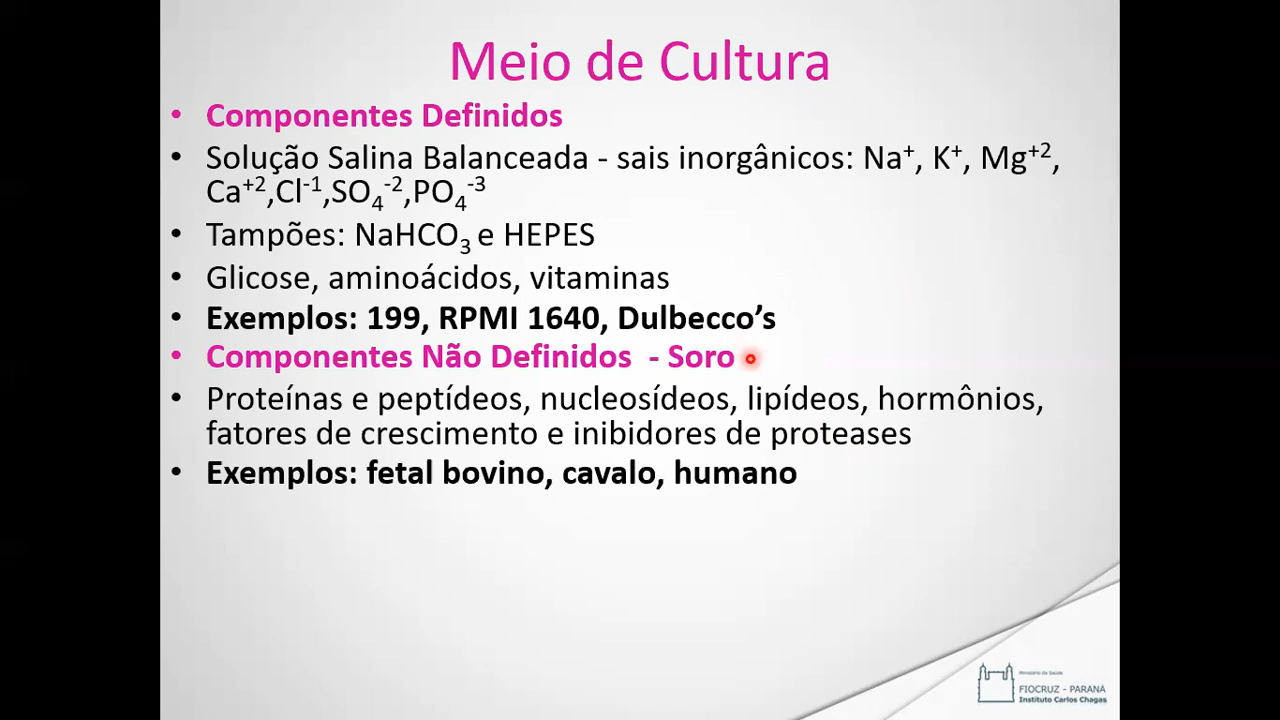 Meio de Cultura
• Componentes Definidos
• Solução Salina Balanceada - sais inorgânicos: Na⁺, K⁺, Mg⁺²,
Ca⁺²,Cl⁻¹,SO₄⁻²,PO₄⁻³
• Tampões: NaHCO₃ e HEPES
• Glicose, aminoácidos, vitaminas
• Exemplos: 199, RPMI 1640, Dulbecco’s
• Componentes Não Definidos - Soro
• Proteínas e peptídeos, nucleosídeos, lipídeos, hormônios,
fatores de crescimento e inibidores de proteases
• Exemplos: fetal bovino, cavalo, humano
Ministério da Saúde
FIOCRUZ - PARANÁ
Instituto Carlos Chagas